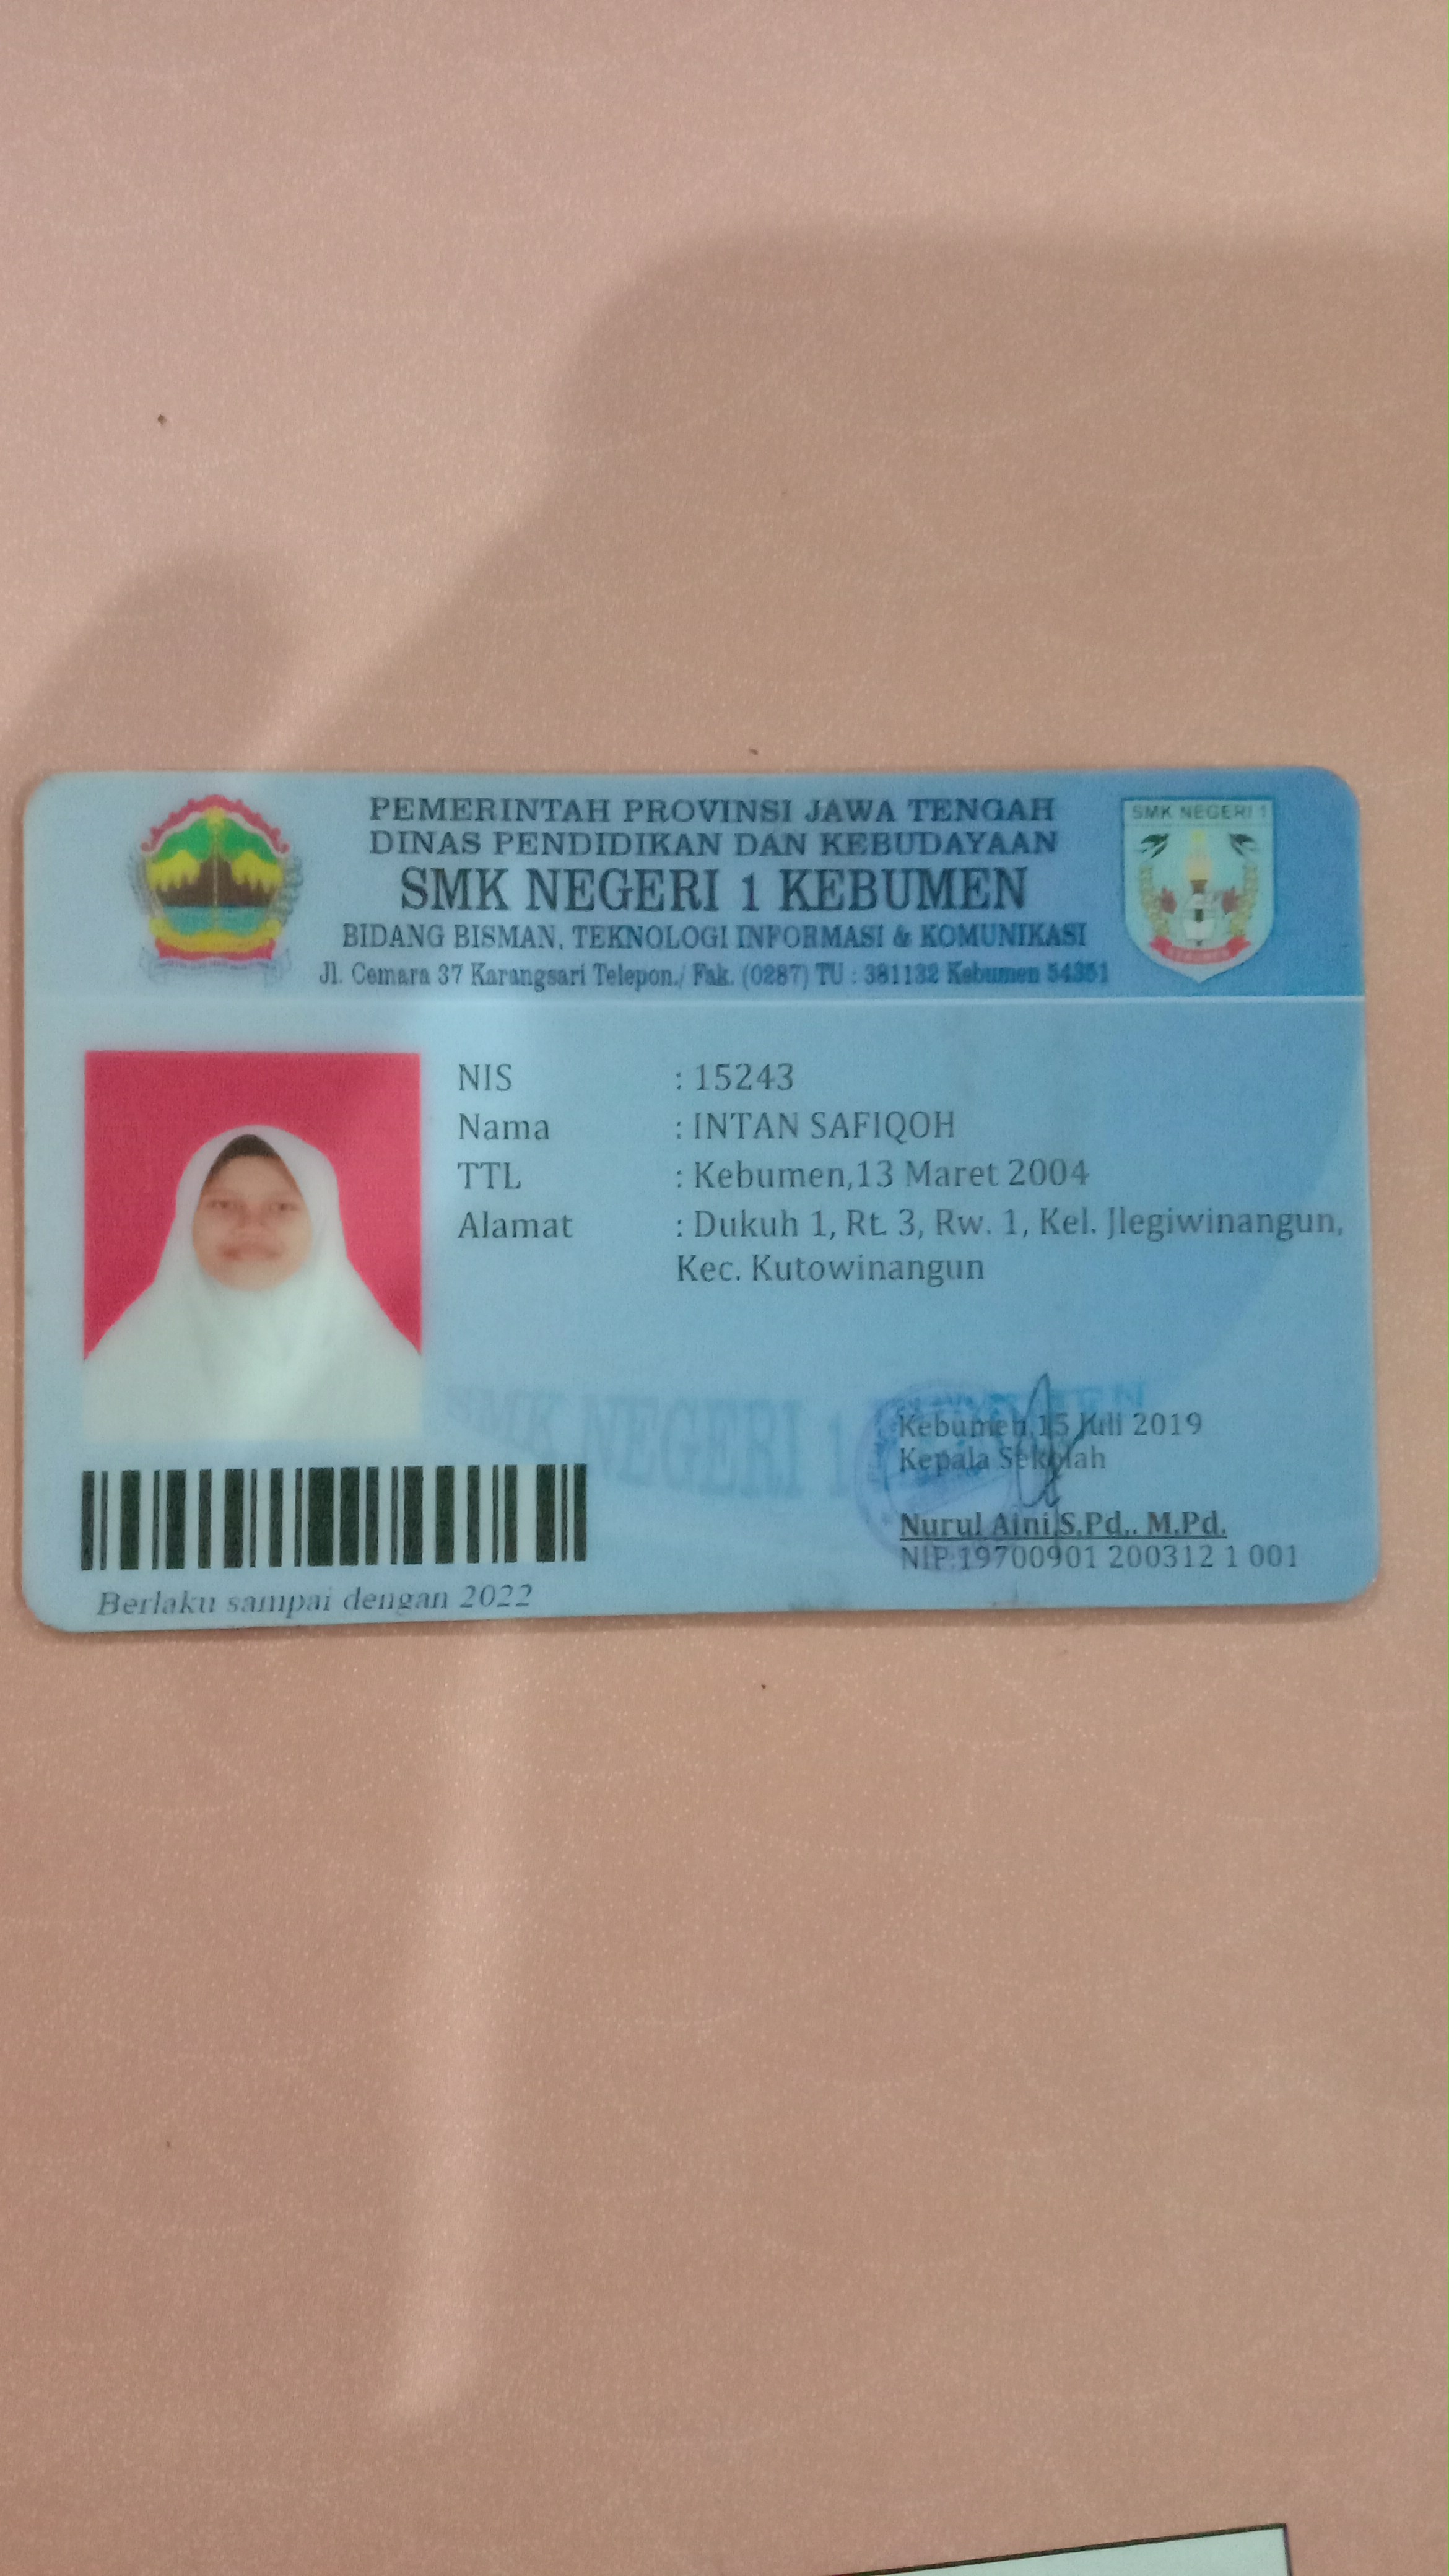 PEMERINTAH PROVINSI JAWA TENGAH
DINAS PENDIDIKAN DAN KEBUDAYAAN
SMK NEGERI 1 KEBUMEN
BIDANG BISMAN, TEKNOLOGI INFORMASI & KOMUNIKASI
Jl. Cemara 37 Karangsari Telepon./ Fak. (0287) TU : 381132 Kebumen 54351
SMK NEGERI 1
KEBUMEN
NIS : 15243
Nama : INTAN SAFIQOH
TTL : Kebumen,13 Maret 2004
Alamat : Dukuh 1, Rt. 3, Rw. 1, Kel. Jlegiwinangun,
Kec. Kutowinangun
SMK NEGERI 1 KEBUMEN
Kebumen,15 Juli 2019
Kepala Sekolah
Nurul Aini,S.Pd., M.Pd.
NIP.19700901 200312 1 001
Berlaku sampai dengan 2022